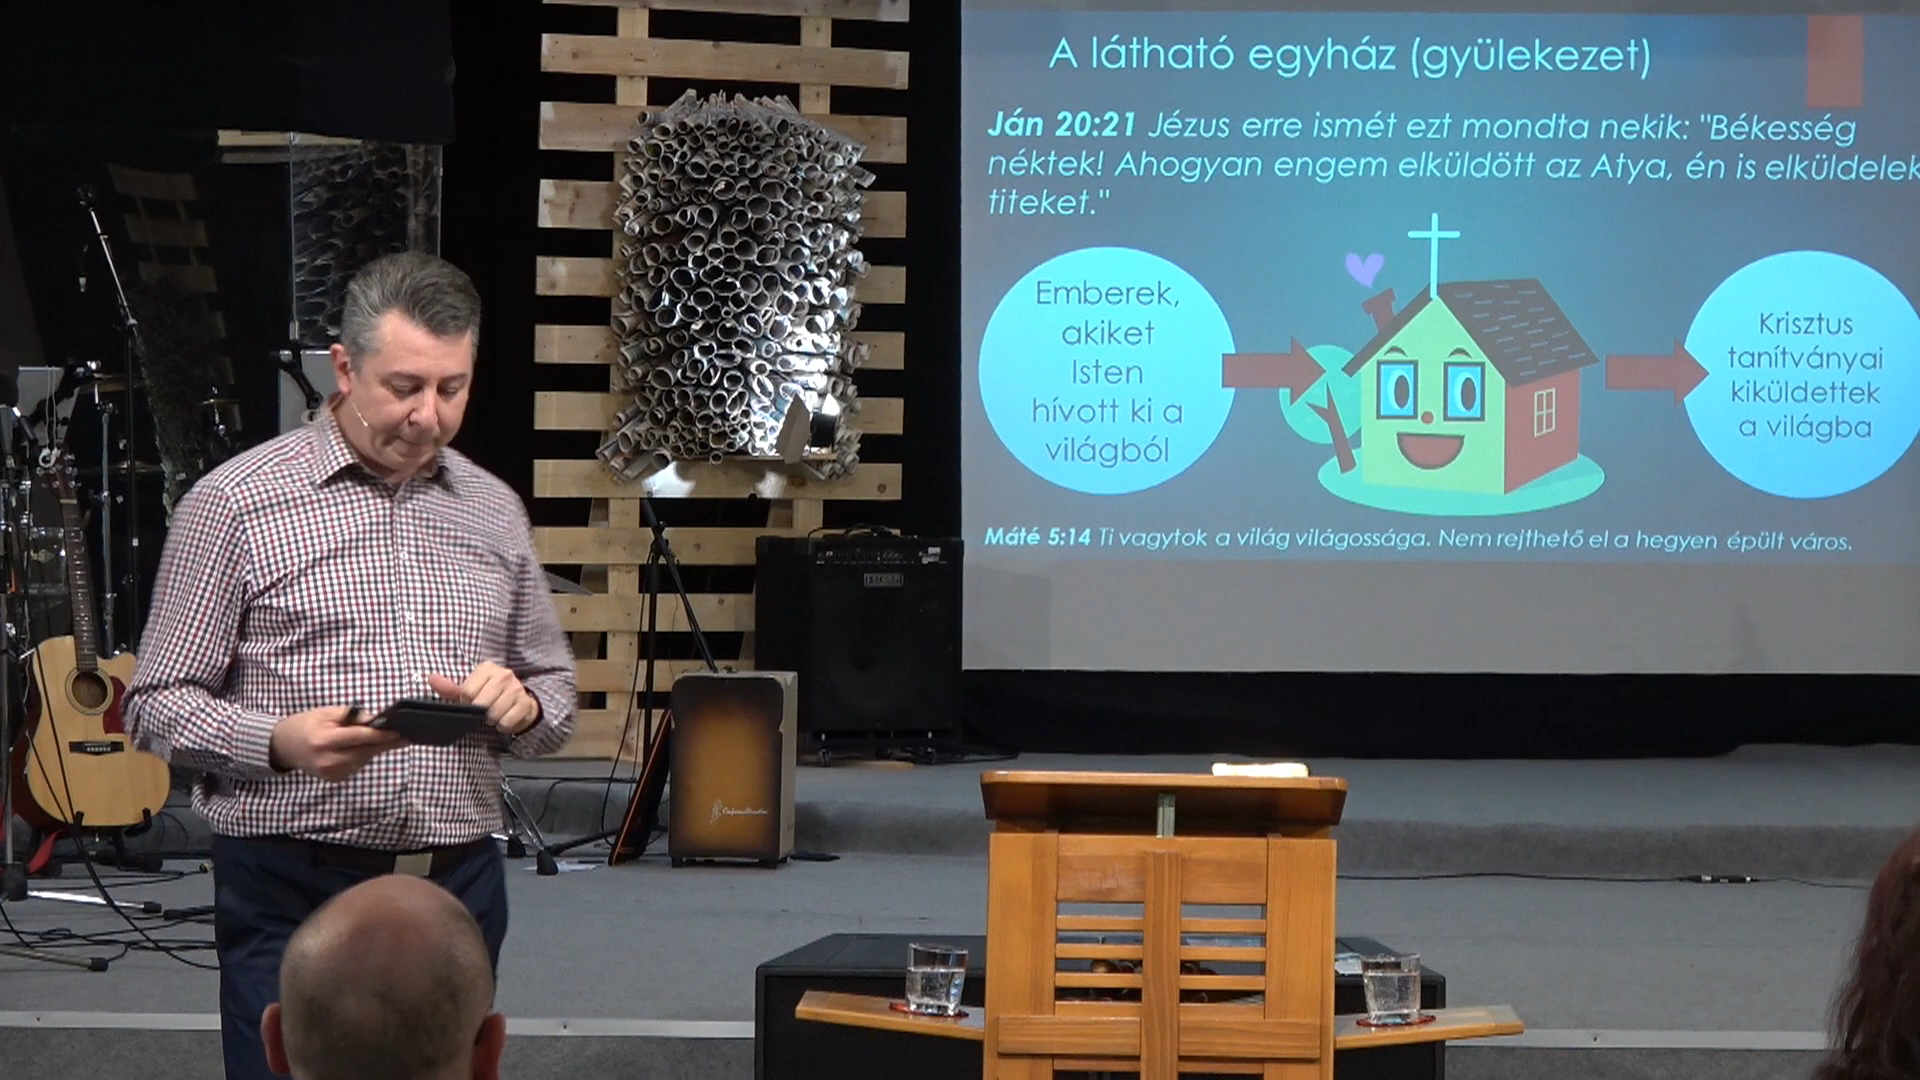 A látható egyház (gyülekezet)
Ján 20:21 Jézus erre ismét ezt mondta nekik: "Békesség
néktek! Ahogyan engem elküldött az Atya, én is elküldelek
titeket."
Emberek,
akiket
Isten
hívott ki a
világból
Krisztus
tanítványai
kiküldettek
a világba
Máté 5:14 Ti vagytok a világ világossága. Nem rejthető el a hegyen épült város.